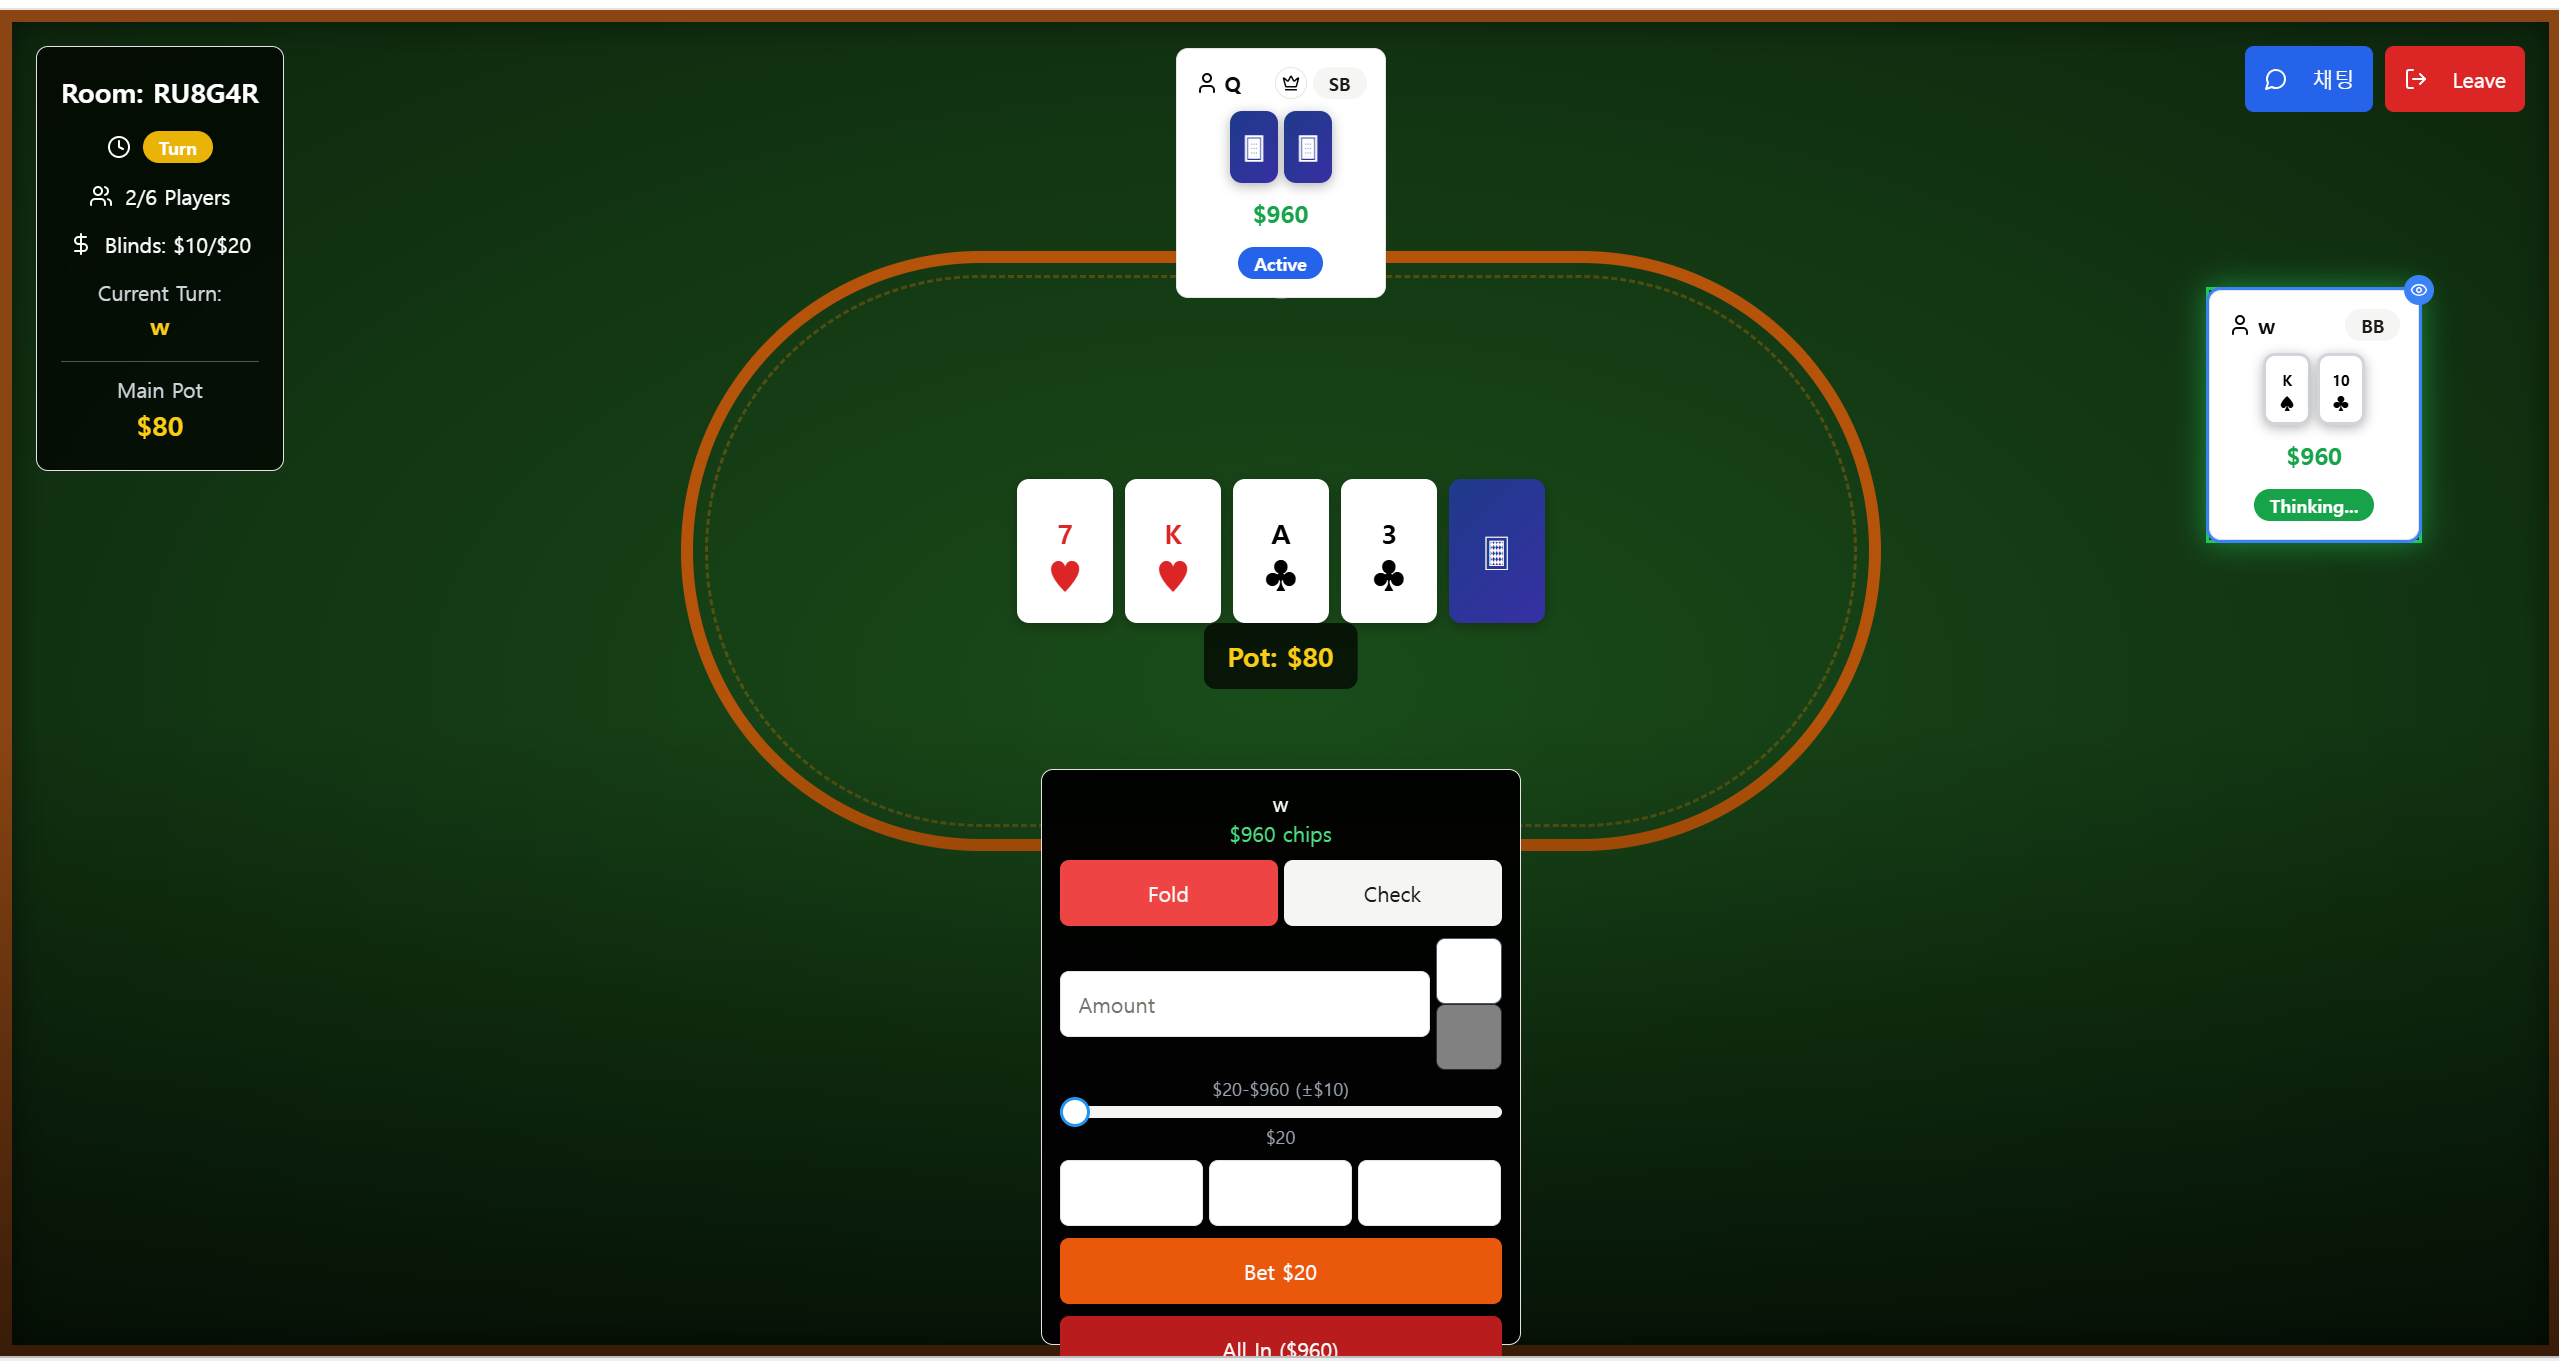 Room: RU8G4R
Turn
2/6 Players
Blinds: $10/$20
Current Turn:
w
Main Pot
$80
Q
SB
$960
Active
채팅
Leave
w
BB
K
♠
10
♣
$960
Thinking...
7
♥
K
♥
A
♣
3
♣
Pot: $80
w
$960 chips
Fold
Check
Amount
$20-$960 (±$10)
$20
Bet $20
All In ($960)